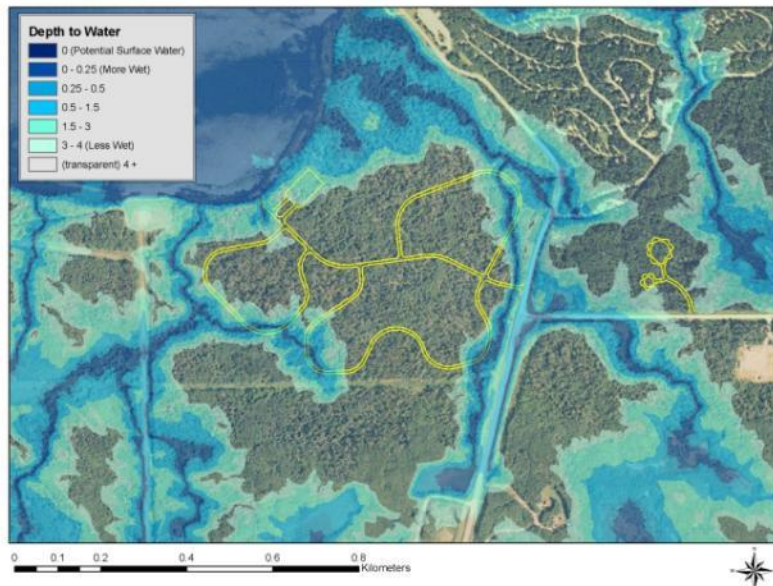 Depth to Water
0 (Potential Surface Water)
0 - 0.25 (More Wet)
0.25 - 0.5
0.5 - 1.5
1.5 - 3
3 - 4 (Less Wet)
(transparent) 4 +
0 0.1 0.2 0.4 0.6 0.8
Kilometers